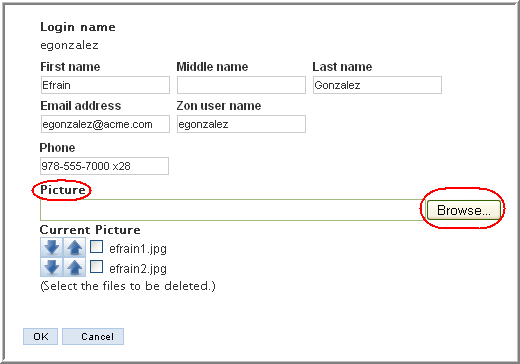 Login name
egonzalez
First name Middle name Last name
Efrain Gonzalez
Email address Zon user name
egonzalez@acme.com egonzalez
Phone
978-555-7000 x28
Picture
Browse...
Current Picture
efrain1.jpg
efrain2.jpg
(Select the files to be deleted.)
OK Cancel